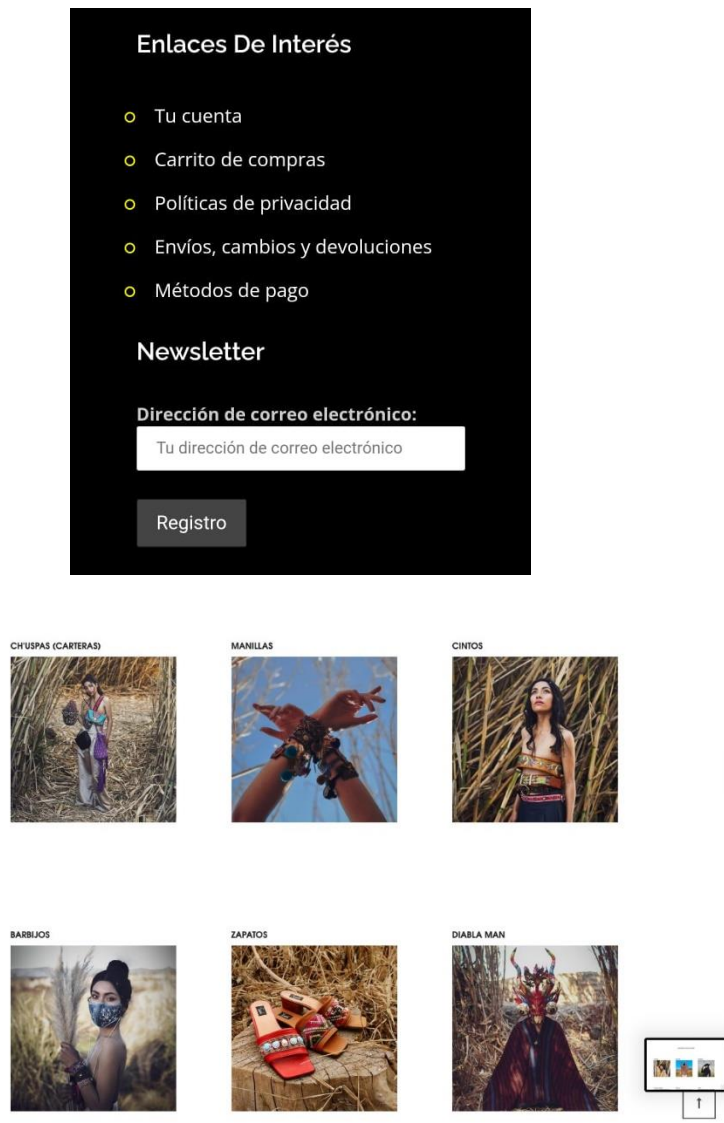 Enlaces De Interés
Tu cuenta
Carrito de compras
Políticas de privacidad
Envíos, cambios y devoluciones
Métodos de pago
Newsletter
Dirección de correo electrónico:
Tu dirección de correo electrónico
Registro
CH'USPAS (CARTERAS)
MANILLAS
CINTOS
BARBIJOS
ZAPATOS
DIABLA MAN